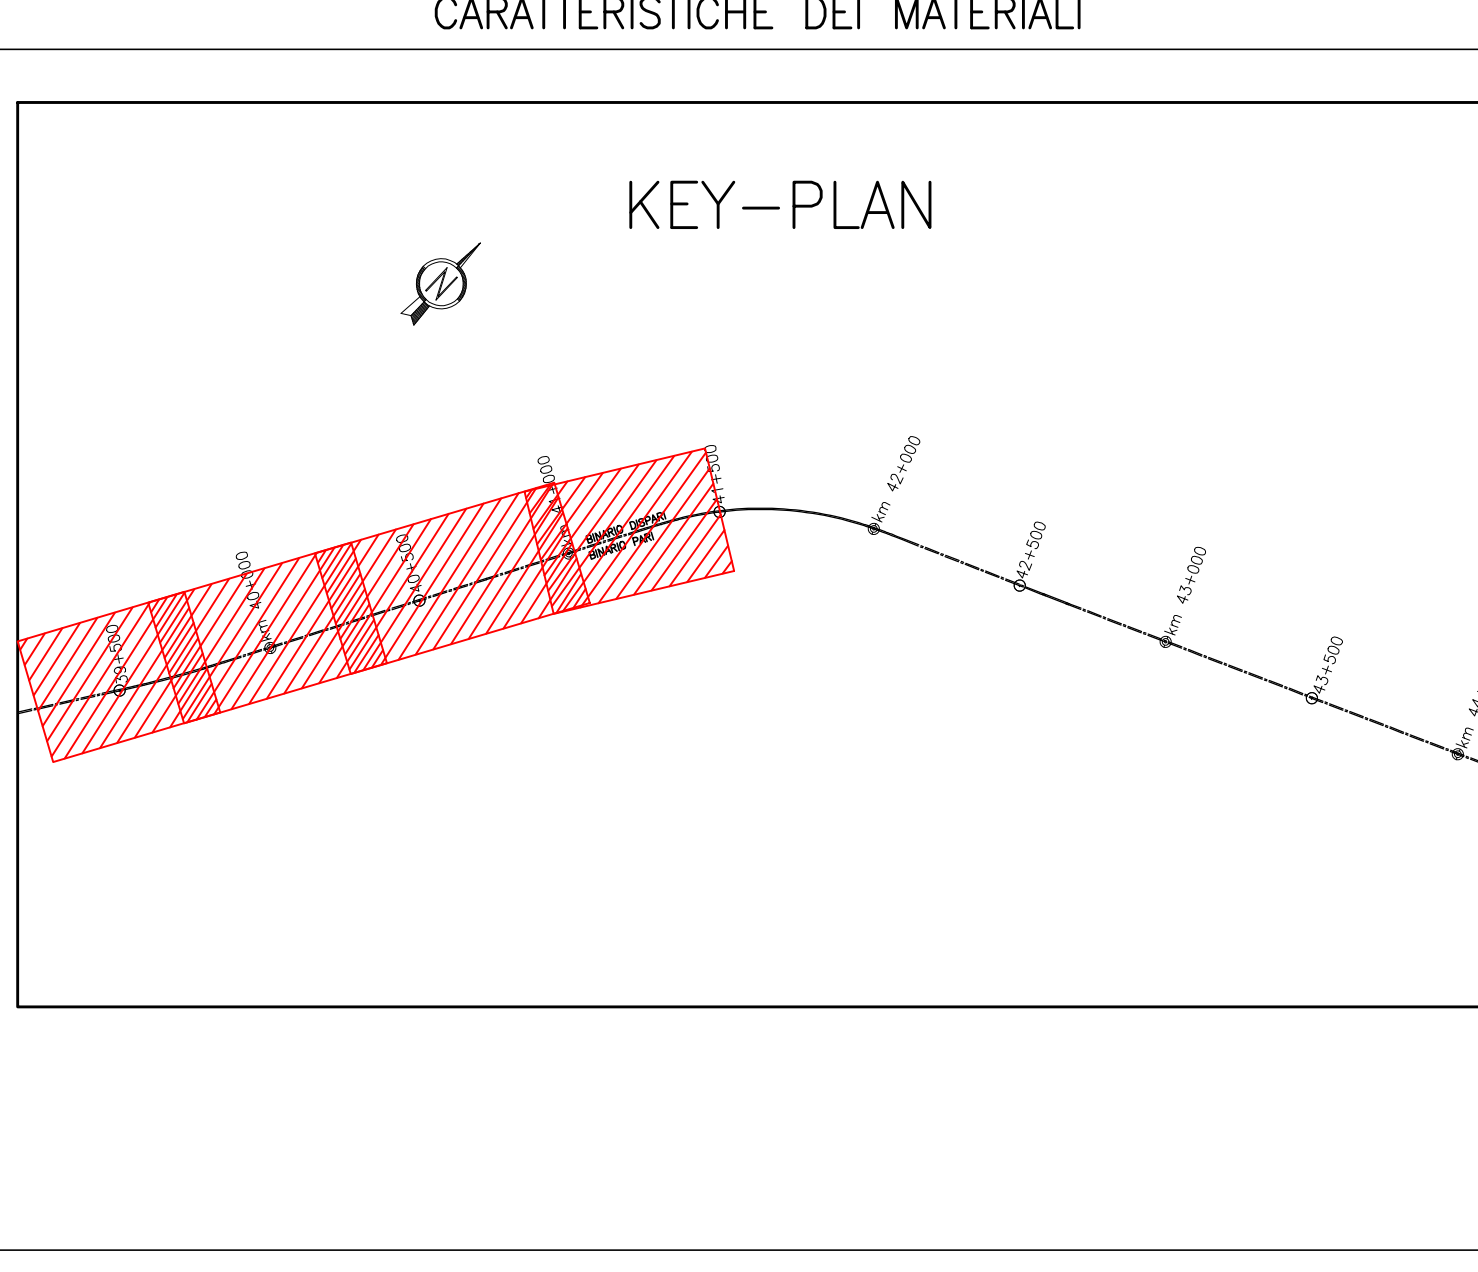 CARATTERISTICHE DEI MATERIALI
KEY-PLAN
N
39+500
km 40+000
40+500
km 41+000
BINARIO DISPARI
BINARIO PARI
41+500
km 42+000
42+500
km 43+000
43+500
km 44